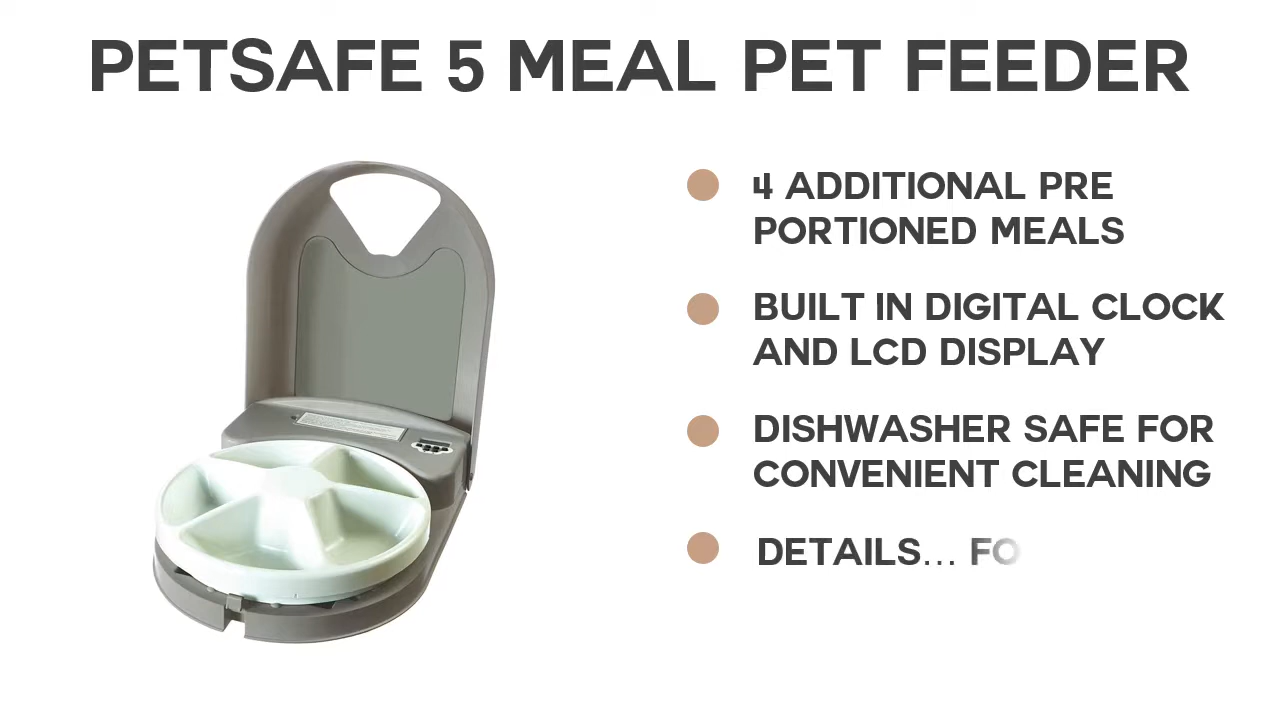 PETSAFE 5 MEAL PET FEEDER
4 ADDITIONAL PRE
PORTIONED MEALS
BUILT IN DIGITAL CLOCK
AND LCD DISPLAY
DISHWASHER SAFE FOR
CONVENIENT CLEANING
DETAILS... FO